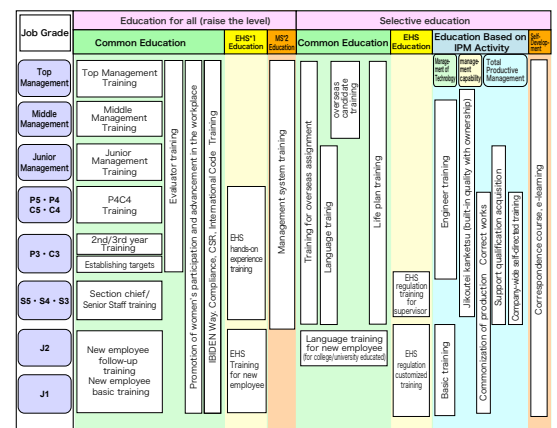 Job Grade
Education for all (raise the level)
Selective education
Common Education
EHS*1
Education
MS*2
Education
Common Education
EHS
Education
Education Based on
IPM Activity
Self-
Develop-
ment
Manage-
ment of
Technology
manage
ment
capability
Total
Productive
Management
Top
Management
Middle
Management
Junior
Management
P5・P4
C5・C4
P3・C3
S5・S4・S3
J2
J1
Top Management
Training
Middle
Management
Training
Junior
Management
Training
P4C4
Training
2nd/3rd year
Training
Establishing targets
Section chief/
Senior Staff training
New employee
follow-up
training
New employee
basic training
Evaluator training
Promotion of women's participation and advancement in the workplace
IBIDEN Way, Compliance, CSR, International Code Training
EHS
hands-on
experience
training
EHS
Training
for new
employee
Management system training
Training for overseas assignment
Language trainig
overseas
candidate
training
Life plan training
Language training
for new employee
(for college/university educated)
EHS
regulation
training
for
supervisor
EHS
regulation
customized
training
Engineer training
Basic training
Jikoutei kanketsu (built-in quality with ownership)
Commonization of production Correct works
Support qualification acquisition
Company-wide self-directed training
Correspondence course, e-learning